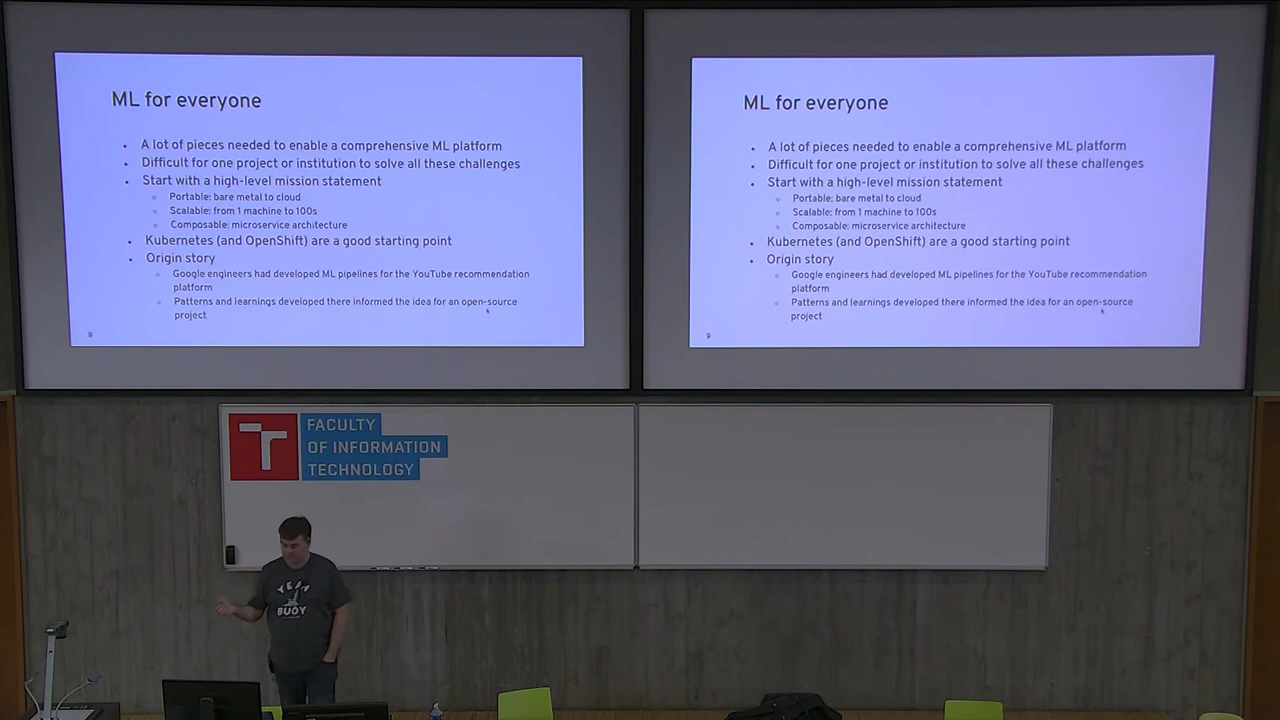 ML for everyone
A lot of pieces needed to enable a comprehensive ML platform
Difficult for one project or institution to solve all these challenges
Start with a high-level mission statement
Portable: bare metal to cloud
Scalable: from 1 machine to 100s
Composable: microservice architecture
Kubernetes (and OpenShift) are a good starting point
Origin story
Google engineers had developed ML pipelines for the YouTube recommendation
platform
Patterns and learnings developed there informed the idea for an open-source
project
9
ML for everyone
A lot of pieces needed to enable a comprehensive ML platform
Difficult for one project or institution to solve all these challenges
Start with a high-level mission statement
Portable: bare metal to cloud
Scalable: from 1 machine to 100s
Composable: microservice architecture
Kubernetes (and OpenShift) are a good starting point
Origin story
Google engineers had developed ML pipelines for the YouTube recommendation
platform
Patterns and learnings developed there informed the idea for an open-source
project
9
T
FACULTY
OF INFORMATION
TECHNOLOGY
YEAH
BUOY